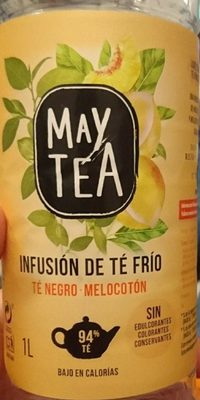 MAY
TEA
INFUSIÓN DE TÉ FRÍO
TÉ NEGRO · MELOCOTÓN
1L
94%
TÉ
SIN
EDULCORANTES
COLORANTES
CONSERVANTES
BAJO EN CALORÍAS